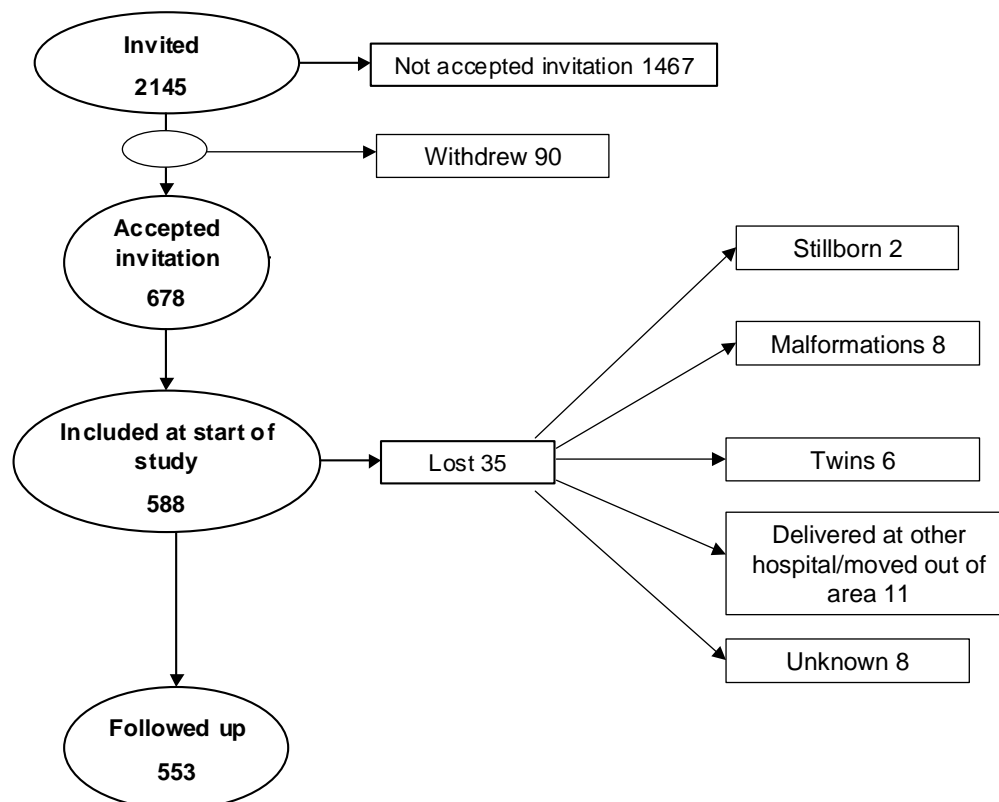 Invited
2145
Not accepted invitation 1467
Withdrew 90
Accepted
invitation
678
Stillborn 2
Malformations 8
Included at start of
study
588
Lost 35
Twins 6
Delivered at other
hospital/moved out of
area 11
Unknown 8
Followed up
553